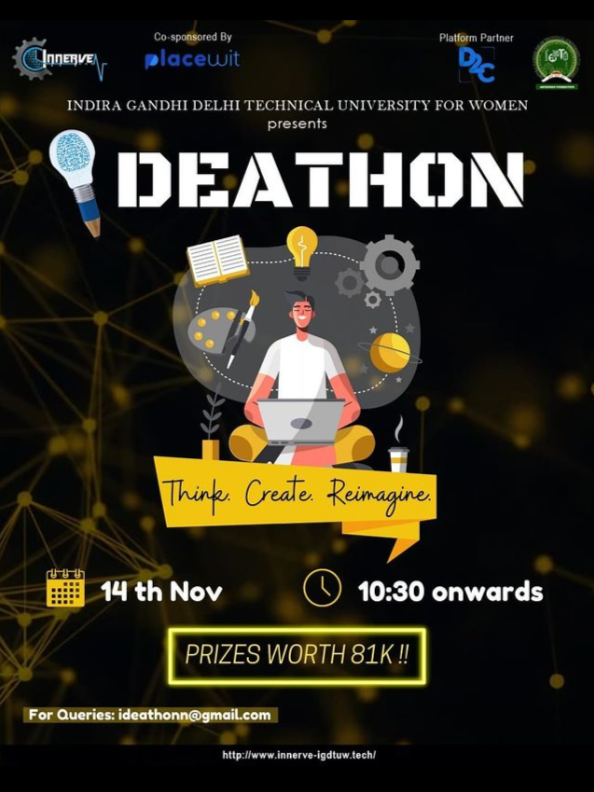 INNERVE
Co-sponsored By
placewit
Platform Partner
D2C
INDIRA GANDHI DELHI TECHNICAL UNIVERSITY FOR WOMEN
presents
DEATHON
Think. Create. Reimagine.
14 th Nov
10:30 onwards
PRIZES WORTH 81K !!
For Queries: ideathonn@gmail.com
http://www.innerve-igdtuw.tech/